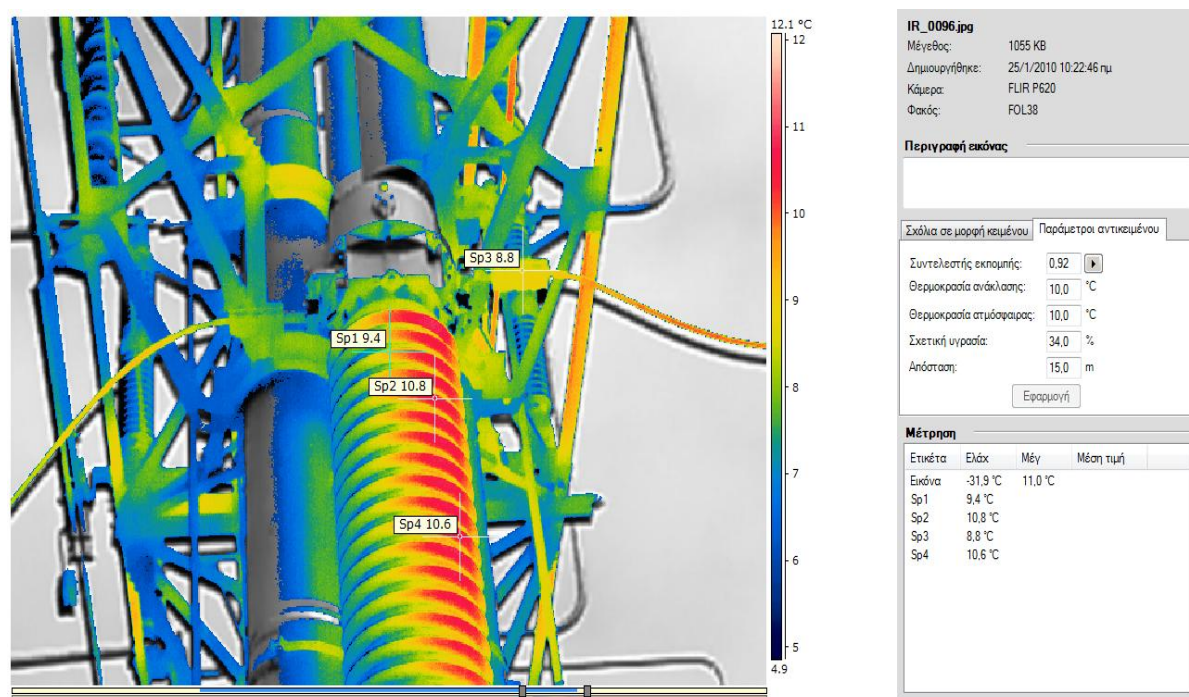 12.1 °C
12
11
10
9
8
7
6
5
4.9
Sp3 8.8
Sp1 9.4
Sp2 10.8
Sp4 10.6
IR_0096.jpg
Μέγεθος: 1055 KB
Δημιουργήθηκε: 25/1/2010 10:22:46 πμ
Κάμερα: FLIR P620
Φακός: FOL38
Περιγραφή εικόνας
Σχόλια σε μορφή κειμένου Παράμετροι αντικειμένου
Συντελεστής εκπομπής: 0,92
Θερμοκρασία ανάκλασης: 10,0 °C
Θερμοκρασία ατμόσφαιρας: 10,0 °C
Σχετική υγρασία: 34,0 %
Απόσταση: 15,0 m
Εφαρμογή
Μέτρηση
Ετικέτα Ελάχ Μέγ Μέση τιμή
Εικόνα -31,9 °C 11,0 °C
Sp1 9,4 °C
Sp2 10,8 °C
Sp3 8,8 °C
Sp4 10,6 °C